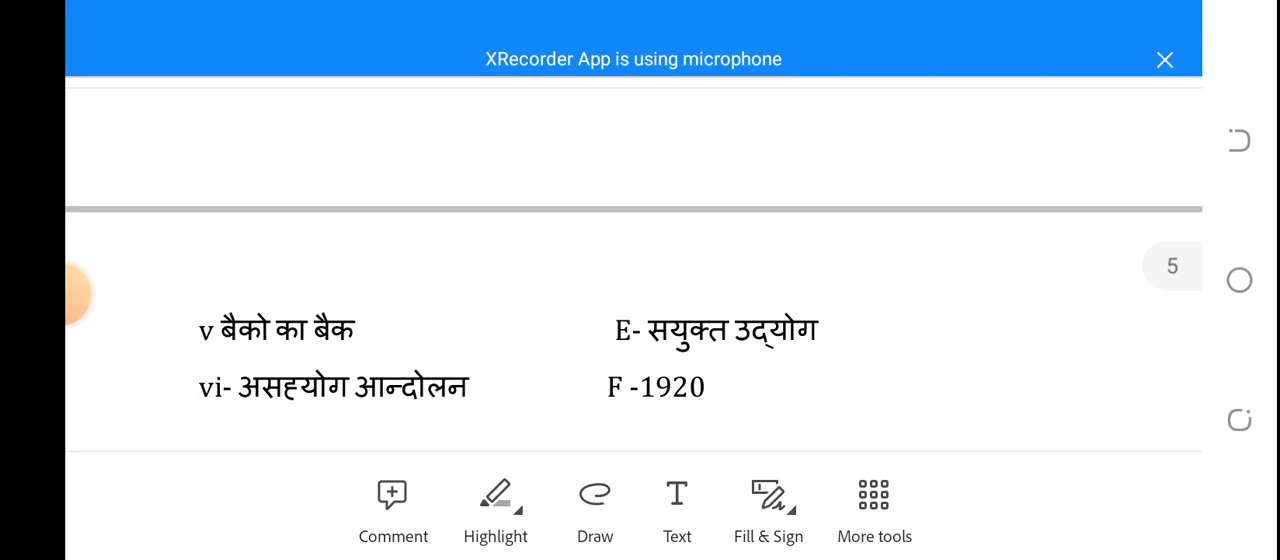 XRecorder App is using microphone
5
v बैको का बैक E- सयुक्त उद्‌योग
vi- असह्योग आन्दोलन F -1920
Comment Highlight Draw Text Fill & Sign More tools